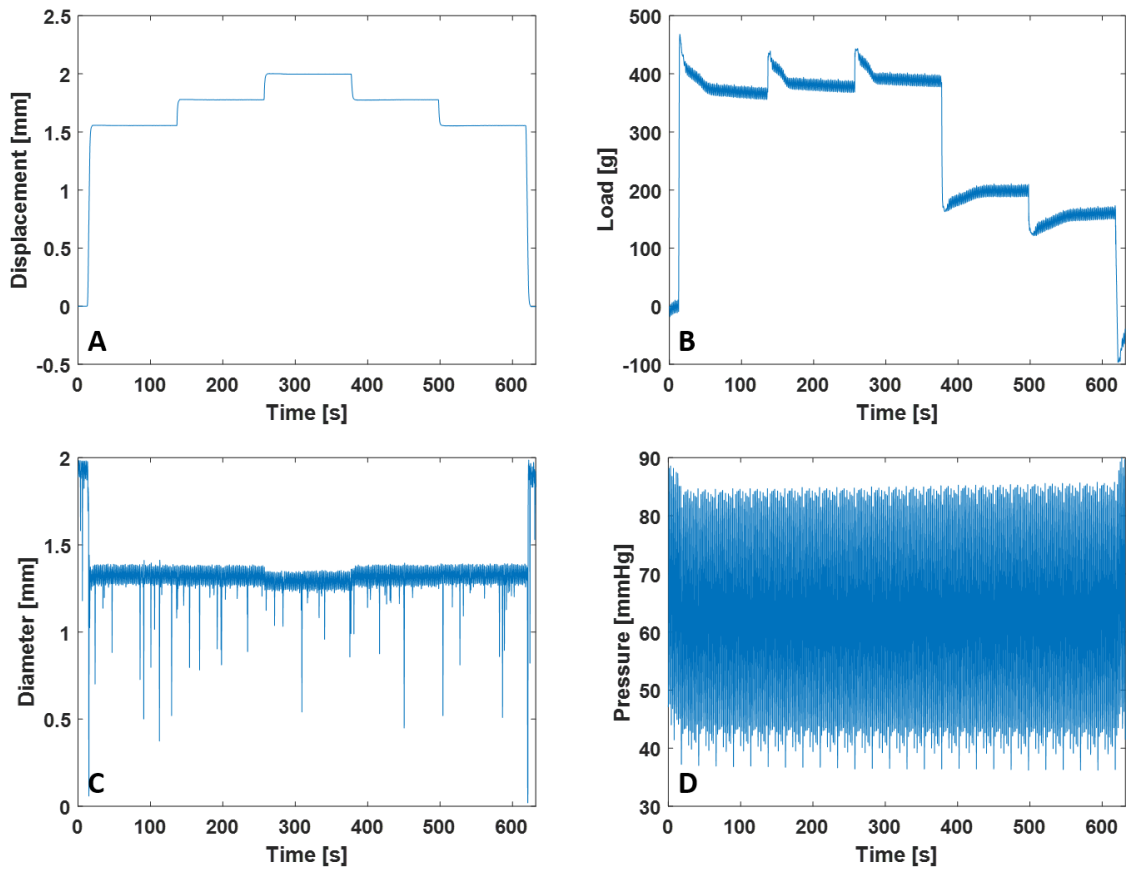 2.5
2
1.5
1
0.5
0
-0.5
Displacement [mm]
A
0 100 200 300 400 500 600
Time [s]
500
400
300
200
100
0
-100
Load [g]
B
0 100 200 300 400 500 600
Time [s]
2
1.5
1
0.5
0
Diameter [mm]
C
0 100 200 300 400 500 600
Time [s]
90
80
70
60
50
40
30
Pressure [mmHg]
D
0 100 200 300 400 500 600
Time [s]